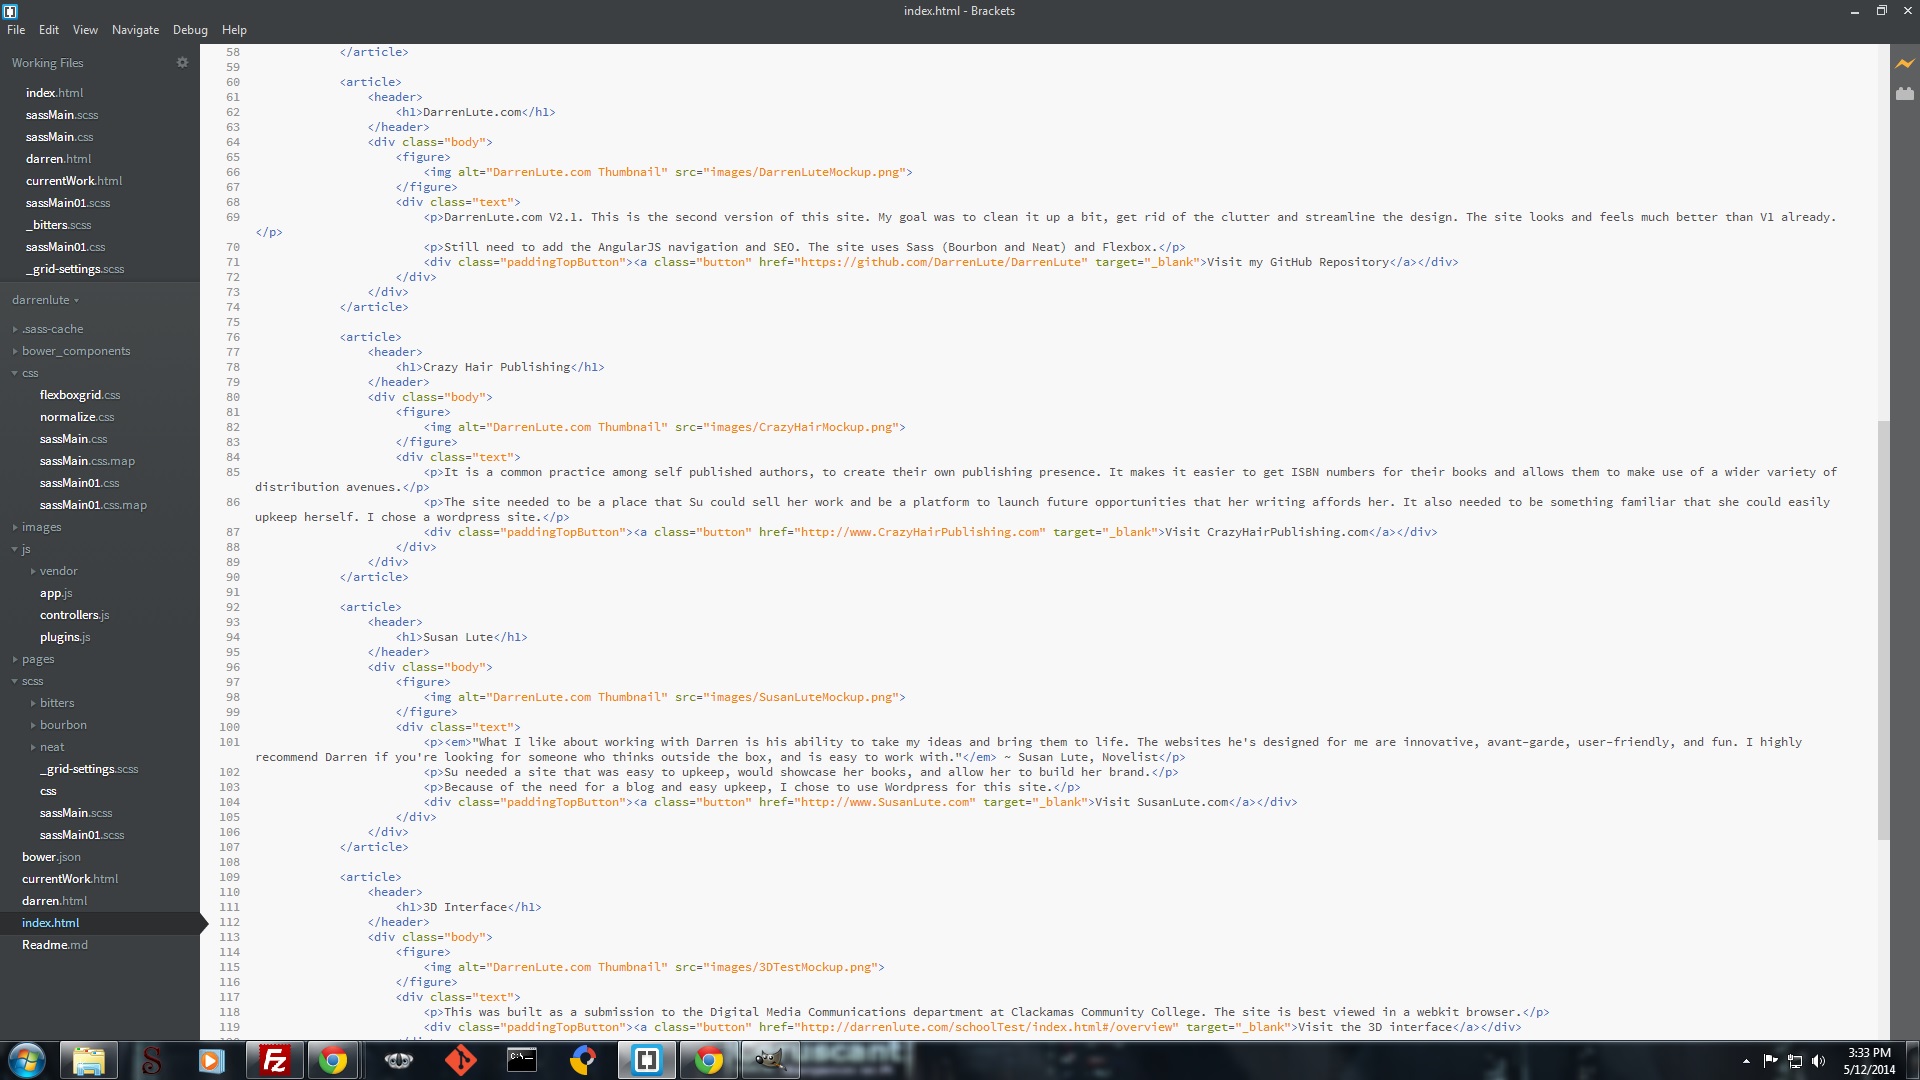 index.html - Brackets
File Edit View Navigate Debug Help
Working Files
index.html
sassMain.scss
sassMain.css
darren.html
currentWork.html
sassMain01.scss
_bitters.scss
sassMain01.css
_grid-settings.scss
darrenlute
.sass-cache
bower_components
css
flexboxgrid.css
normalize.css
sassMain.css
sassMain.css.map
sassMain01.css
sassMain01.css.map
images
js
vendor
app.js
controllers.js
plugins.js
pages
scss
bitters
bourbon
neat
_grid-settings.scss
css
sassMain.scss
sassMain01.scss
bower.json
currentWork.html
darren.html
index.html
Readme.md
58 </article>
59
60 <article>
61 <header>
62 <h1>DarrenLute.com</h1>
63 </header>
64 <div class="body">
65 <figure>
66 <img alt="DarrenLute.com Thumbnail" src="images/DarrenLuteMockup.png">
67 </figure>
68 <div class="text">
69 <p>DarrenLute.com V2.1. This is the second version of this site. My goal was to clean it up a bit, get rid of the clutter and streamline the design. The site looks and feels much better than V1 already.
</p>
70 <p>Still need to add the AngularJS navigation and SEO. The site uses Sass (Bourbon and Neat) and Flexbox.</p>
71 <div class="paddingTopButton"><a class="button" href="https://github.com/DarrenLute/DarrenLute" target="_blank">Visit my GitHub Repository</a></div>
72 </div>
73 </div>
74 </article>
75
76 <article>
77 <header>
78 <h1>Crazy Hair Publishing</h1>
79 </header>
80 <div class="body">
81 <figure>
82 <img alt="DarrenLute.com Thumbnail" src="images/CrazyHairMockup.png">
83 </figure>
84 <div class="text">
85 <p>It is a common practice among self published authors, to create their own publishing presence. It makes it easier to get ISBN numbers for their books and allows them to make use of a wider variety of
distribution avenues.</p>
86 <p>The site needed to be a place that Su could sell her work and be a platform to launch future opportunities that her writing affords her. It also needed to be something familiar that she could easily
upkeep herself. I chose a wordpress site.</p>
87 <div class="paddingTopButton"><a class="button" href="http://www.CrazyHairPublishing.com" target="_blank">Visit CrazyHairPublishing.com</a></div>
88 </div>
89 </div>
90 </article>
91
92 <article>
93 <header>
94 <h1>Susan Lute</h1>
95 </header>
96 <div class="body">
97 <figure>
98 <img alt="DarrenLute.com Thumbnail" src="images/SusanLuteMockup.png">
99 </figure>
100 <div class="text">
101 <p><em>"What I like about working with Darren is his ability to take my ideas and bring them to life. The websites he's designed for me are innovative, avant-garde, user-friendly, and fun. I highly
recommend Darren if you're looking for someone who thinks outside the box, and is easy to work with."</em> ~ Susan Lute, Novelist</p>
102 <p>Su needed a site that was easy to upkeep, would showcase her books, and allow her to build her brand.</p>
103 <p>Because of the need for a blog and easy upkeep, I chose to use Wordpress for this site.</p>
104 <div class="paddingTopButton"><a class="button" href="http://www.SusanLute.com" target="_blank">Visit SusanLute.com</a></div>
105 </div>
106 </div>
107 </article>
108
109 <article>
110 <header>
111 <h1>3D Interface</h1>
112 </header>
113 <div class="body">
114 <figure>
115 <img alt="DarrenLute.com Thumbnail" src="images/3DTestMockup.png">
116 </figure>
117 <div class="text">
118 <p>This was built as a submission to the Digital Media Communications department at Clackamas Community College. The site is best viewed in a webkit browser.</p>
119 <div class="paddingTopButton"><a class="button" href="http://darrenlute.com/schoolTest/index.html#/overview" target="_blank">Visit the 3D interface</a></div>
3:33 PM
5/12/2014